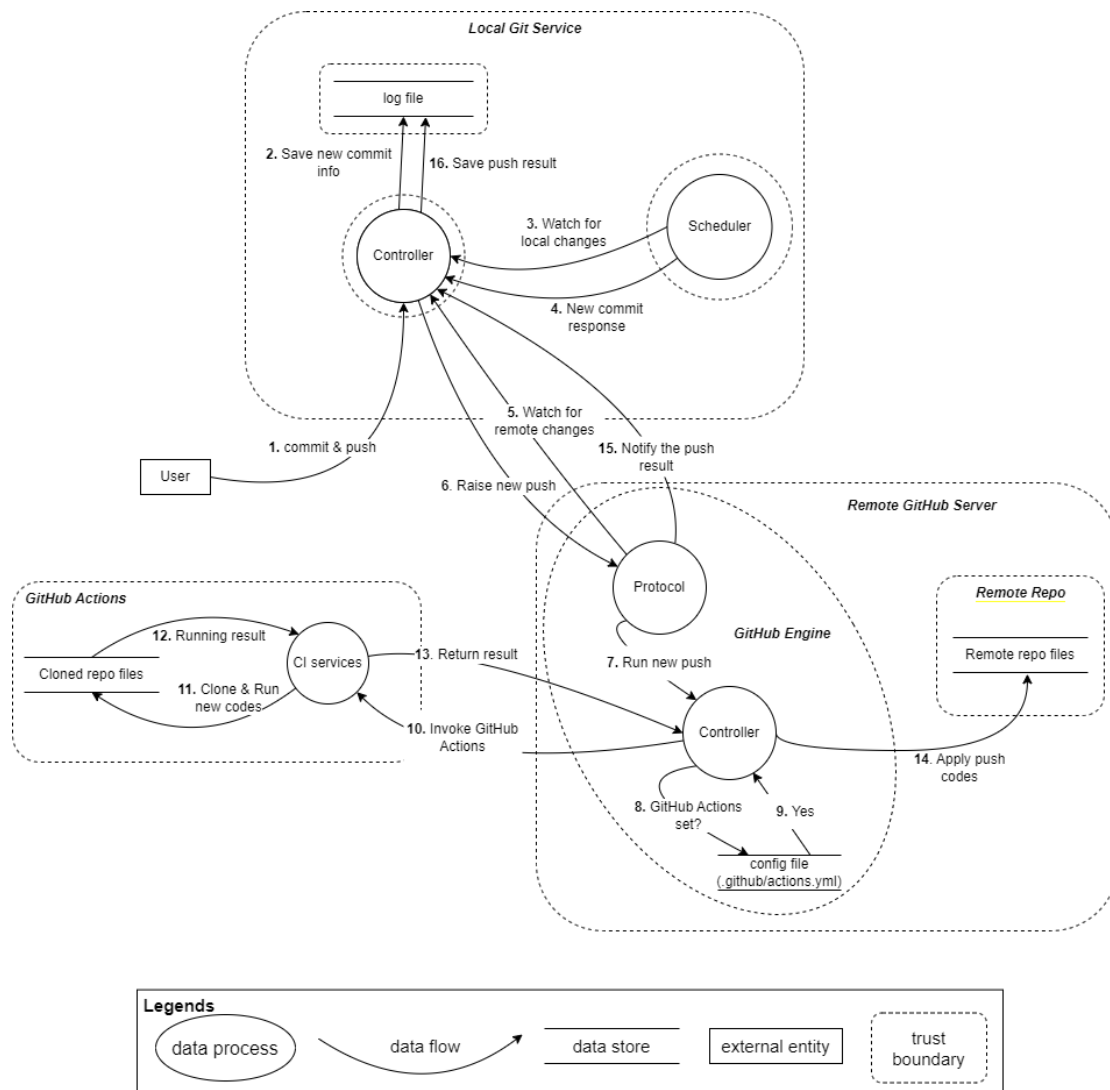 Local Git Service
log file
2. Save new commit
info
16. Save push result
3. Watch for
local changes
Scheduler
Controller
4. New commit
response
5. Watch for
remote changes
1. commit & push
15. Notify the push
result
User
6. Raise new push
Remote GitHub Server
Protocol
GitHub Actions
Remote Repo
12. Running result
GitHub Engine
13. Return result
7. Run new push
Remote repo files
CI services
Cloned repo files
11. Clone & Run
new codes
10. Invoke GitHub
Actions
Controller
14. Apply push
codes
8. GitHub Actions
set?
9. Yes
config file
(.github/actions.yml)
Legends
data process
data flow
data store
external entity
trust
boundary